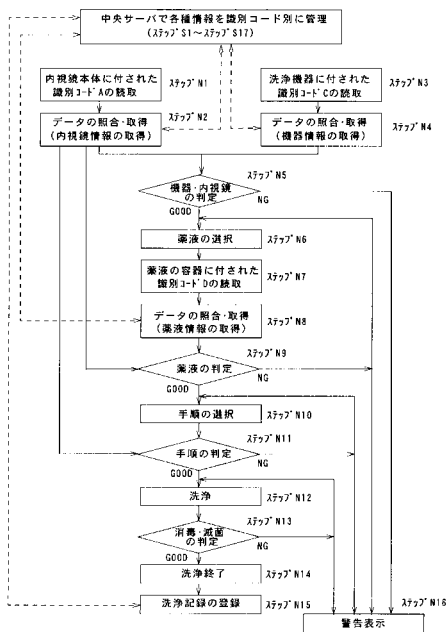 中央サーバで各種情報を識別コード別に管理
(ステップS1～ステップS17)
内視鏡本体に付された
識別コードAの読取
ステップN1
洗浄機器に付された
識別コードCの読取
ステップN3
データの照合・取得
(内視鏡情報の取得)
ステップN2
データの照合・取得
(機器情報の取得)
ステップN4
機器・内視鏡
の判定
ステップN5
NG
GOOD
薬液の選択
ステップN6
薬液の容器に付された
識別コードDの読取
ステップN7
データの照合・取得
(薬液情報の取得)
ステップN8
薬液の判定
ステップN9
NG
GOOD
手順の選択
ステップN10
手順の判定
ステップN11
NG
GOOD
洗浄
ステップN12
消毒・滅菌
の判定
ステップN13
NG
GOOD
洗浄終了
ステップN14
洗浄記録の登録
ステップN15
警告表示
ステップN16